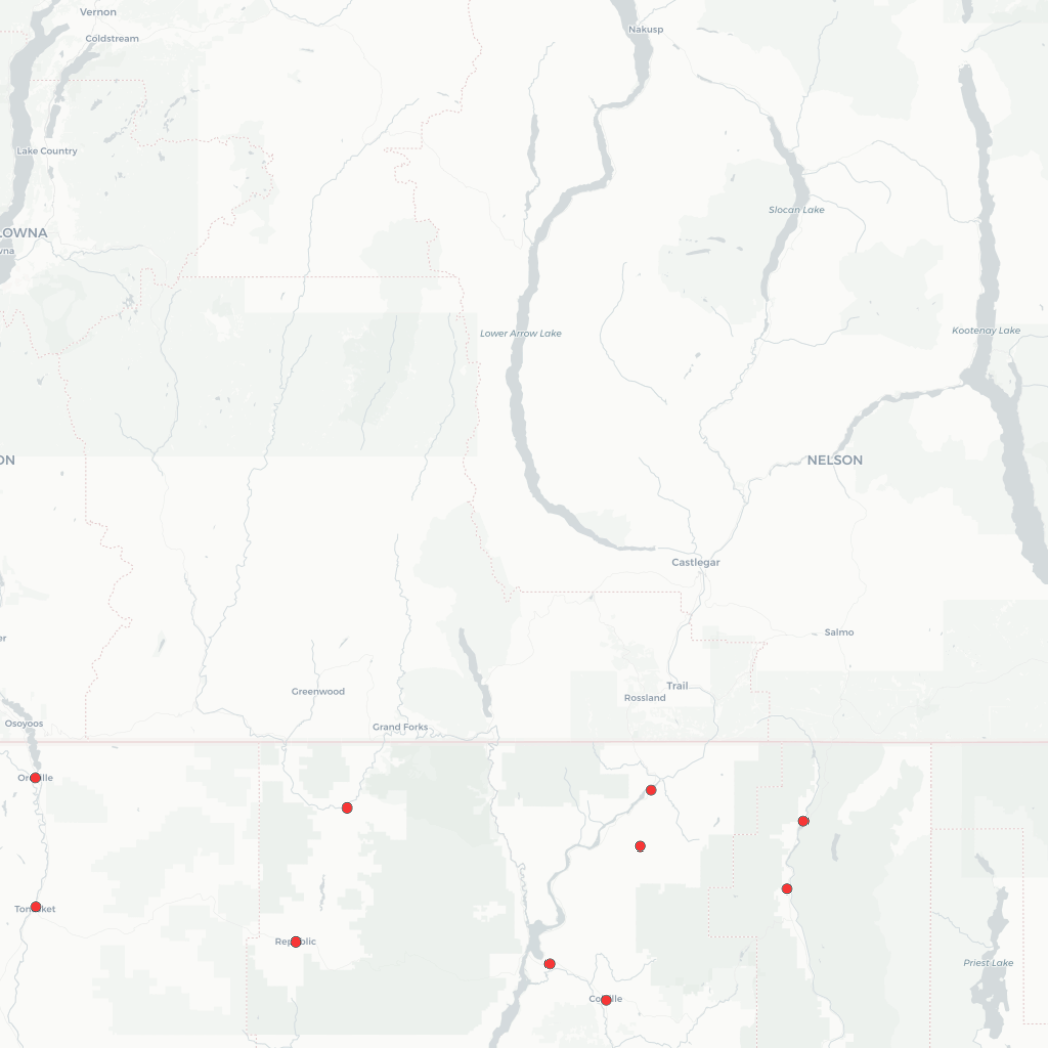 Vernon
Nakusp
Coldstream
Lake Country
Slocan Lake
Lower Arrow Lake
Kootenay Lake
NELSON
Castlegar
Salmo
Trail
Greenwood
Rossland
Osoyoos
Grand Forks
Priest Lake